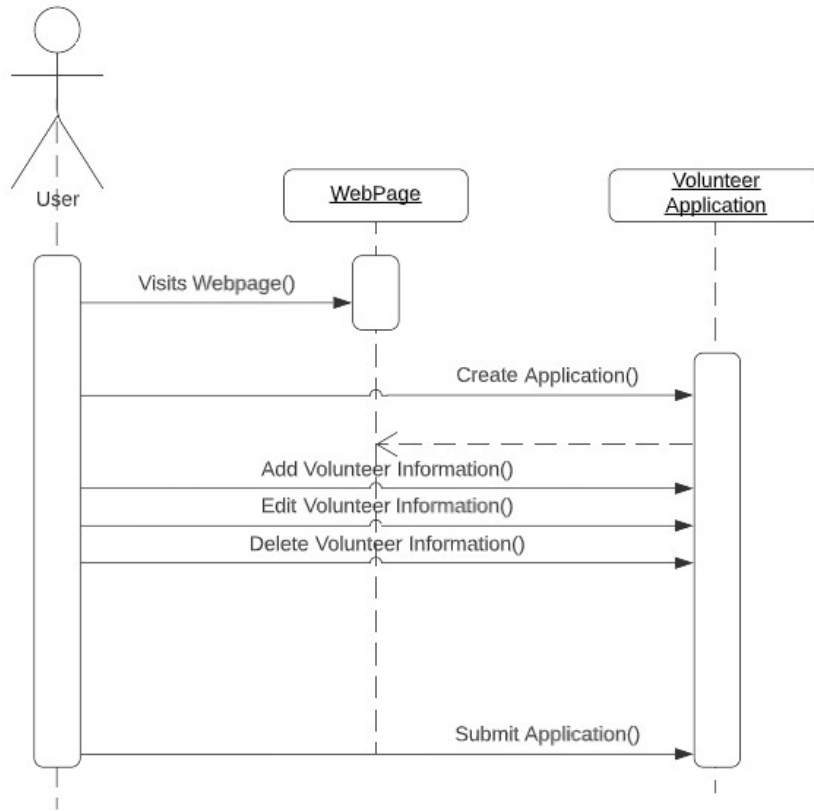 User
WebPage
Volunteer
Application
Visits Webpage()
Create Application()
Add Volunteer Information()
Edit Volunteer Information()
Delete Volunteer Information()
Submit Application()